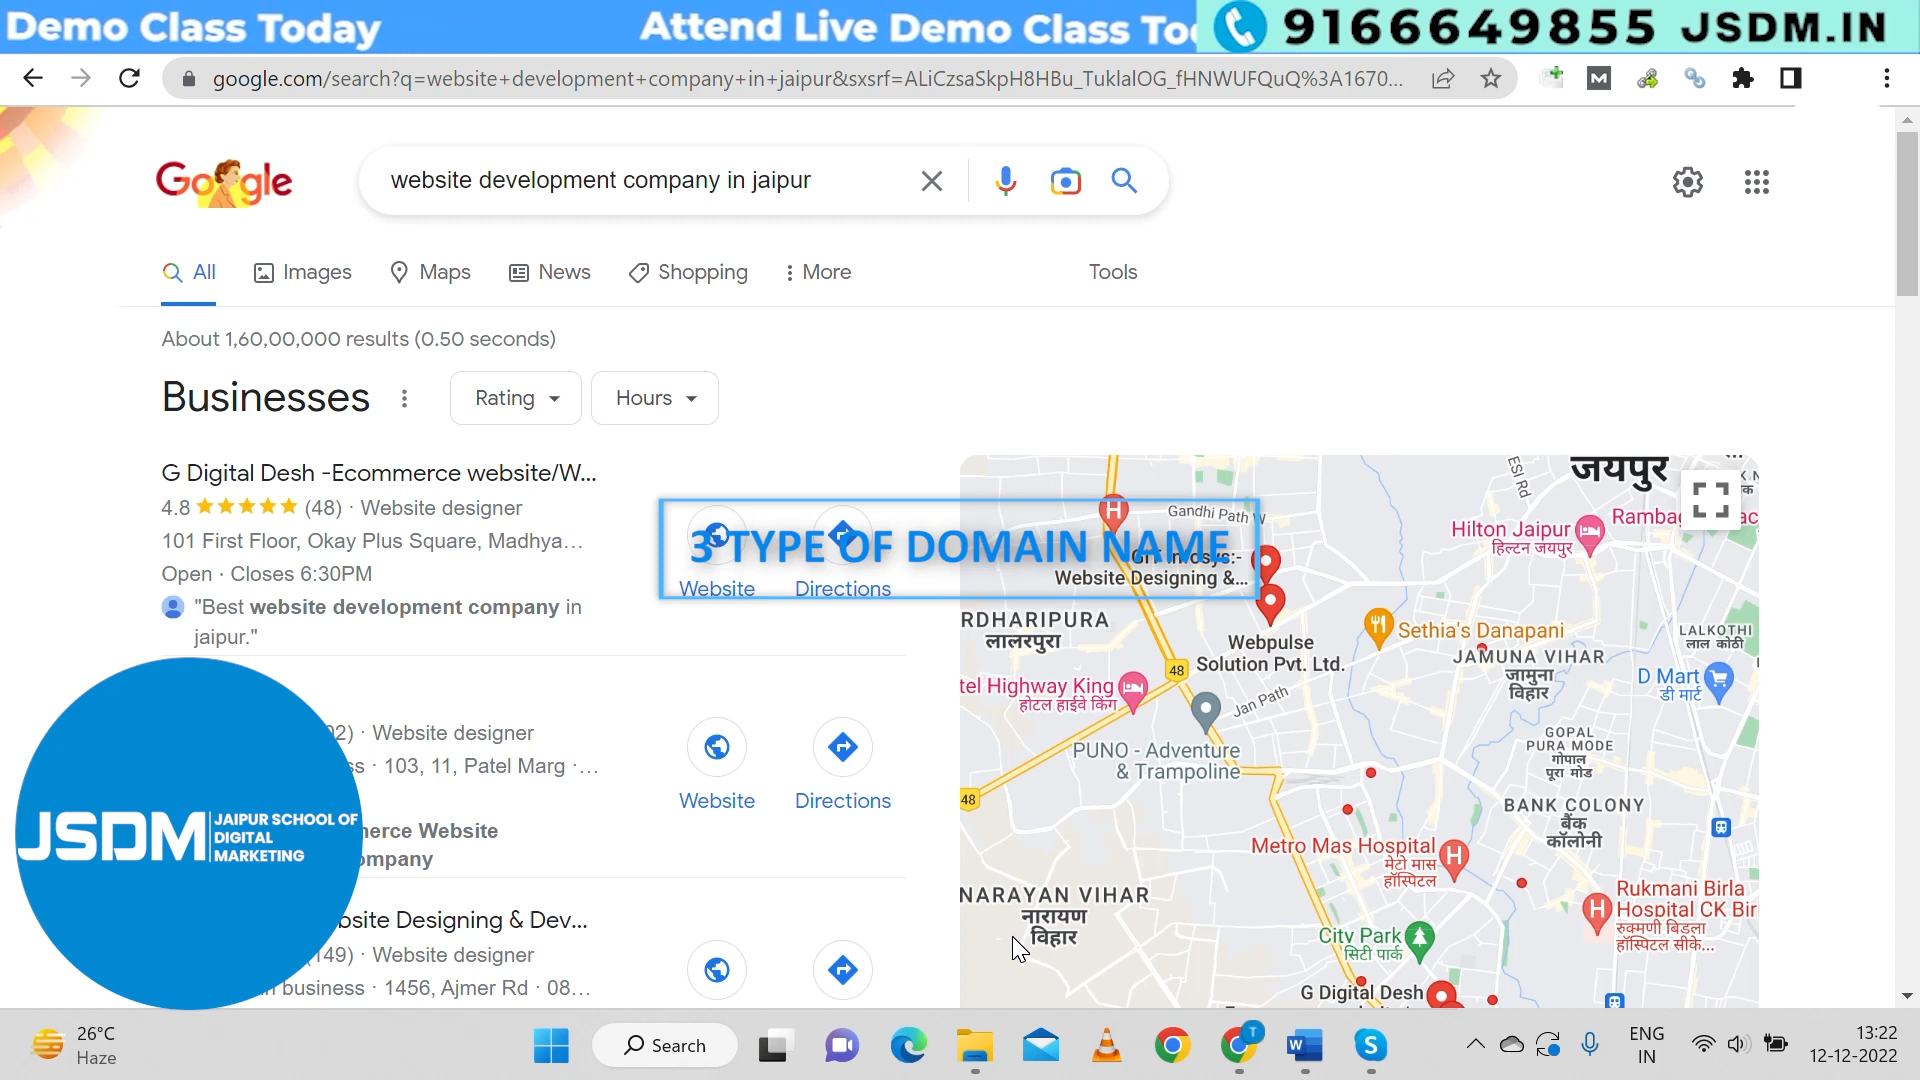 Demo Class Today
Attend Live Demo Class To
9166649855 JSDM.IN
google.com/search?q=website+development+company+in+jaipur&sxsrf=ALiCzsaSkpH8HBu_TuklalOG_fHNWUFQuQ%3A1670...
Google
website development company in jaipur
All
Images
Maps
News
Shopping
More
Tools
About 1,60,00,000 results (0.50 seconds)
Businesses
Rating
Hours
G Digital Desh -Ecommerce website/W...
4.8 (48) · Website designer
101 First Floor, Okay Plus Square, Madhya...
Open · Closes 6:30PM
"Best website development company in
jaipur."
Website
Directions
3 TYPE OF DOMAIN NAME
2) · Website designer
ss · 103, 11, Patel Marg ·...
Website
Directions
erce Website
mpany
JSDM
JAIPUR SCHOOL OF
DIGITAL
MARKETING
site Designing & Dev...
149) · Website designer
business · 1456, Ajmer Rd · 08...
जयपुर
ESI Rd
Gandhi Path W
Hilton Jaipur
हिल्टन जयपुर
Website Designing &...
RDHARIPURA
लारपुरा
Webpulse
Solution Pvt. Ltd.
Sethia's Danapani
LALKOTHI
लाल कोठी
JAMUNA VIHAR
जामुना
विहार
D Mart
डी मार्ट
48
tel Highway King
होटल हाईवे किंग
Jan Path
PUNO - Adventure
& Trampoline
GOPAL
PURA MODE
गोपाल
पूरा मोड
48
BANK COLONY
बैंक
कॉलोनी
Metro Mas Hospital
मेटो मास
हॉस्पिटल
NARAYAN VIHAR
नारायण
विहार
Rukmani Birla
Hospital CK Bir
रुक्मणी बिड़ला
हॉस्पिटल सीके...
City Park
सिटी पार्क
G Digital Desh
26°C
Haze
Search
ENG
IN
13:22
12-12-2022